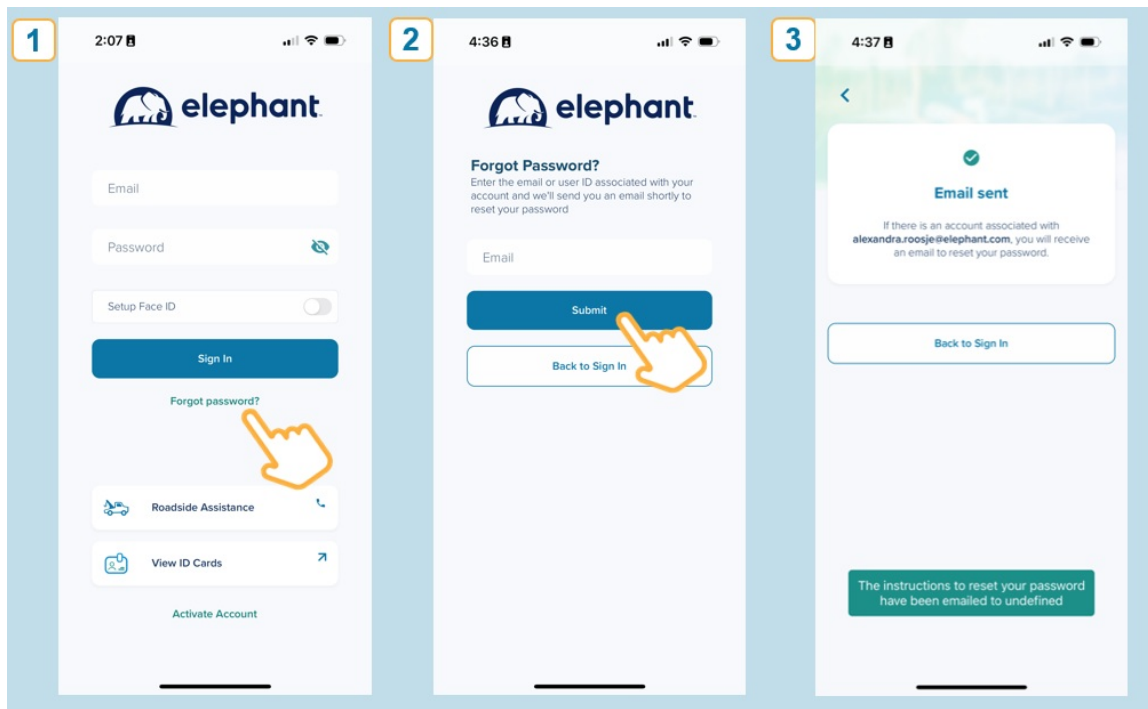 1
2:07
elephant
Email
Password
Setup Face ID
Sign In
Forgot password?
Roadside Assistance
View ID Cards
Activate Account
2
4:36
elephant
Forgot Password?
Enter the email or user ID associated with your
account and we'll send you an email shortly to
reset your password
Email
Submit
Back to Sign In
3
4:37
Email sent
If there is an account associated with
alexandra.roosje@elephant.com, you will receive
an email to reset your password.
Back to Sign In
The instructions to reset your password
have been emailed to undefined